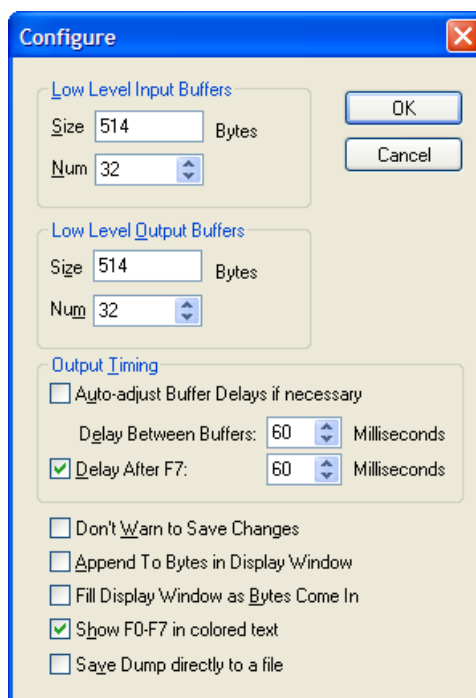 Configure
Low Level Input Buffers
Size 514 Bytes
Num 32
OK
Cancel
Low Level Output Buffers
Size 514 Bytes
Num 32
Output Timing
Auto-adjust Buffer Delays if necessary
Delay Between Buffers: 60 Milliseconds
Delay After F7: 60 Milliseconds
Don't Warn to Save Changes
Append To Bytes in Display Window
Fill Display Window as Bytes Come In
Show F0-F7 in colored text
Save Dump directly to a file